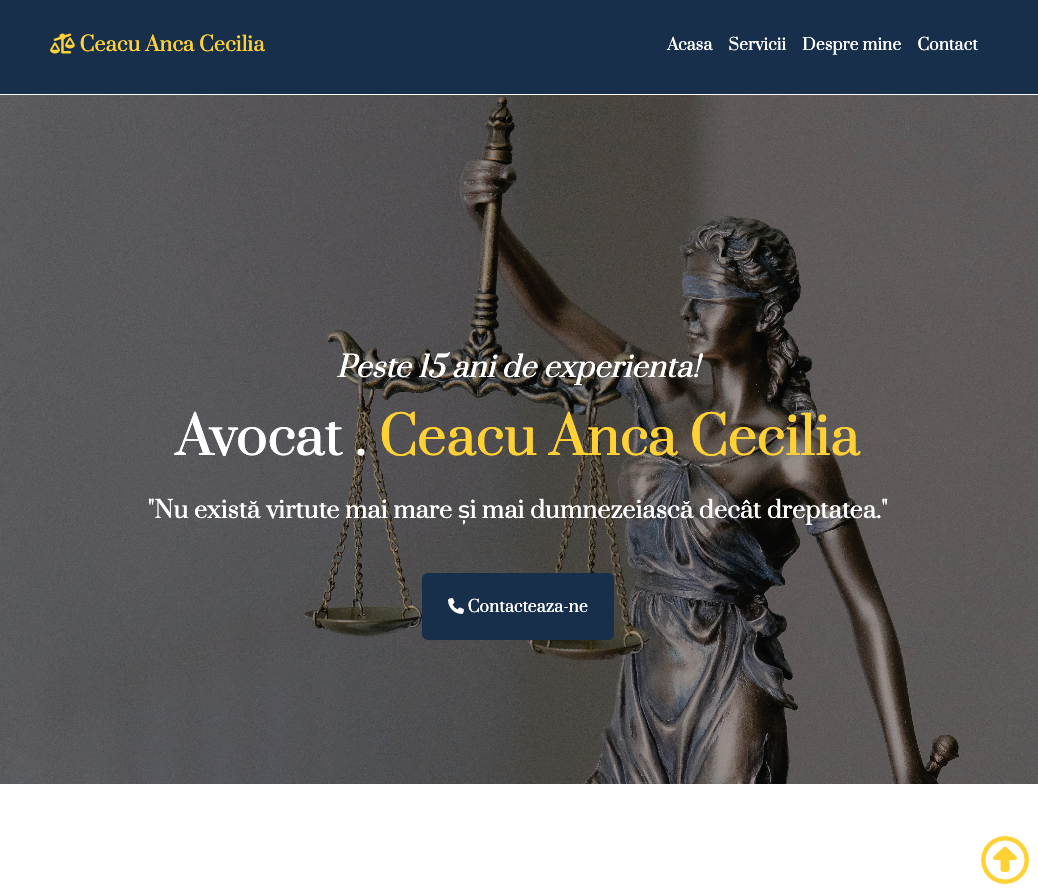 Ceacu Anca Cecilia
Acasa Servicii Despre mine Contact
Peste 15 ani de experienta!
Avocat . Ceacu Anca Cecilia
"Nu există virtute mai mare și mai dumnezeiască decât dreptatea."
Contacteaza-ne